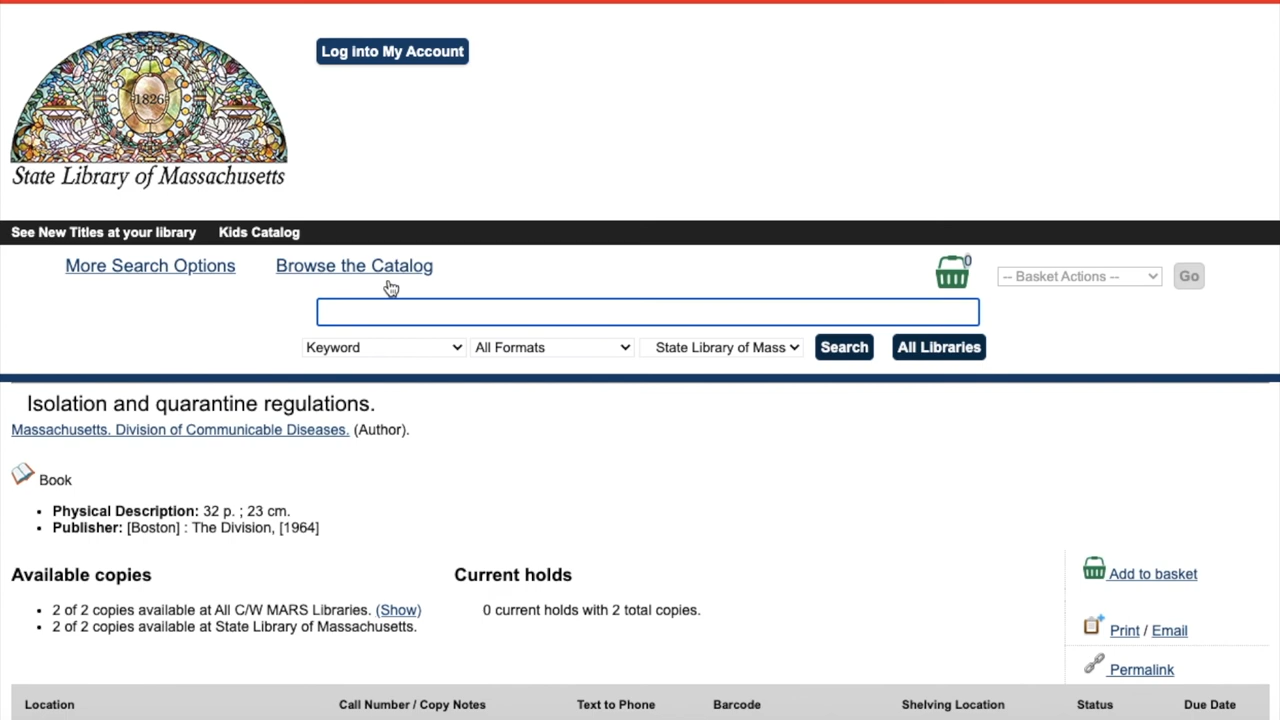 Log into My Account
1826
State Library of Massachusetts
See New Titles at your library Kids Catalog
More Search Options Browse the Catalog
0
-- Basket Actions -- Go
Keyword All Formats State Library of Mass Search All Libraries
Isolation and quarantine regulations.
Massachusetts. Division of Communicable Diseases. (Author).
Book
Physical Description: 32 p. ; 23 cm.
Publisher: [Boston] : The Division, [1964]
Available copies
2 of 2 copies available at All C/W MARS Libraries. (Show)
2 of 2 copies available at State Library of Massachusetts.
Current holds
0 current holds with 2 total copies.
Add to basket
Print / Email
Permalink
Location Call Number / Copy Notes Text to Phone Barcode Shelving Location Status Due Date